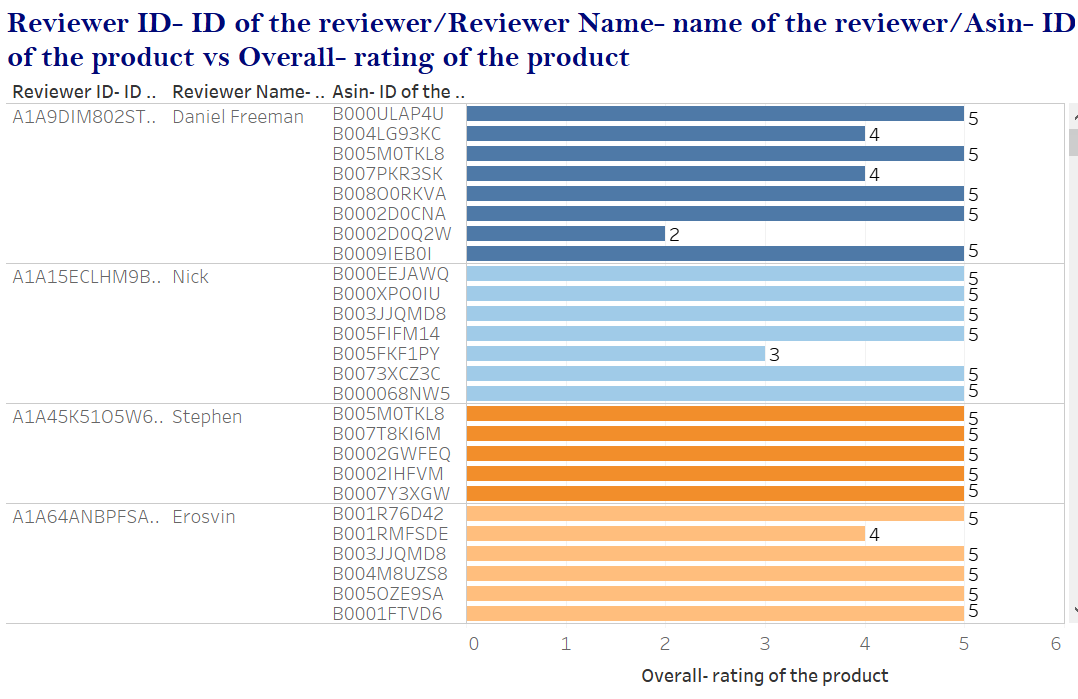 Reviewer ID- ID of the reviewer/Reviewer Name- name of the reviewer/Asin- ID
of the product vs Overall- rating of the product
Reviewer ID- ID .. Reviewer Name- .. Asin- ID of the ..
A1A9DIM802ST.. Daniel Freeman B000ULAP4U 5
B004LG93KC 4
B005M0TKL8 5
B007PKR3SK 4
B008O0RKVA 5
B0002D0CNA 5
B0002D0Q2W 2
B0009IEB0I 5
A1A15ECLHM9B.. Nick B000EEJAWQ 5
B000XPO0IU 5
B003JJQMD8 5
B005FIFM14 5
B005FKF1PY 3
B0073XCZ3C 5
B000068NW5 5
A1A45K51O5W6.. Stephen B005M0TKL8 5
B007T8KI6M 5
B0002GWFEQ 5
B0002IHFVM 5
B0007Y3XGW 5
A1A64ANBPFSA.. Erosvin B001R76D42 5
B001RMFSDE 4
B003JJQMD8 5
B004M8UZS8 5
B005OZE9SA 5
B0001FTVD6 5
0 1 2 3 4 5 6
Overall- rating of the product